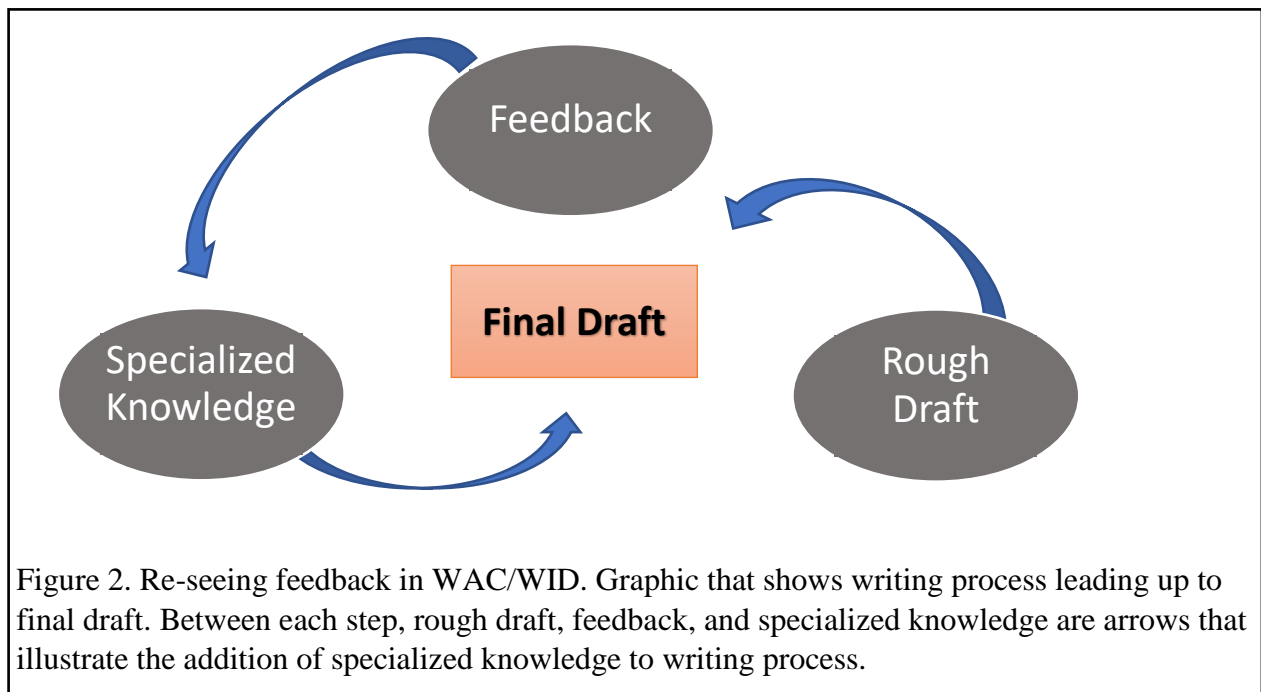 Feedback
Final Draft
Specialized
Knowledge
Rough
Draft
Figure 2. Re-seeing feedback in WAC/WID. Graphic that shows writing process leading up to
final draft. Between each step, rough draft, feedback, and specialized knowledge are arrows that
illustrate the addition of specialized knowledge to writing process.